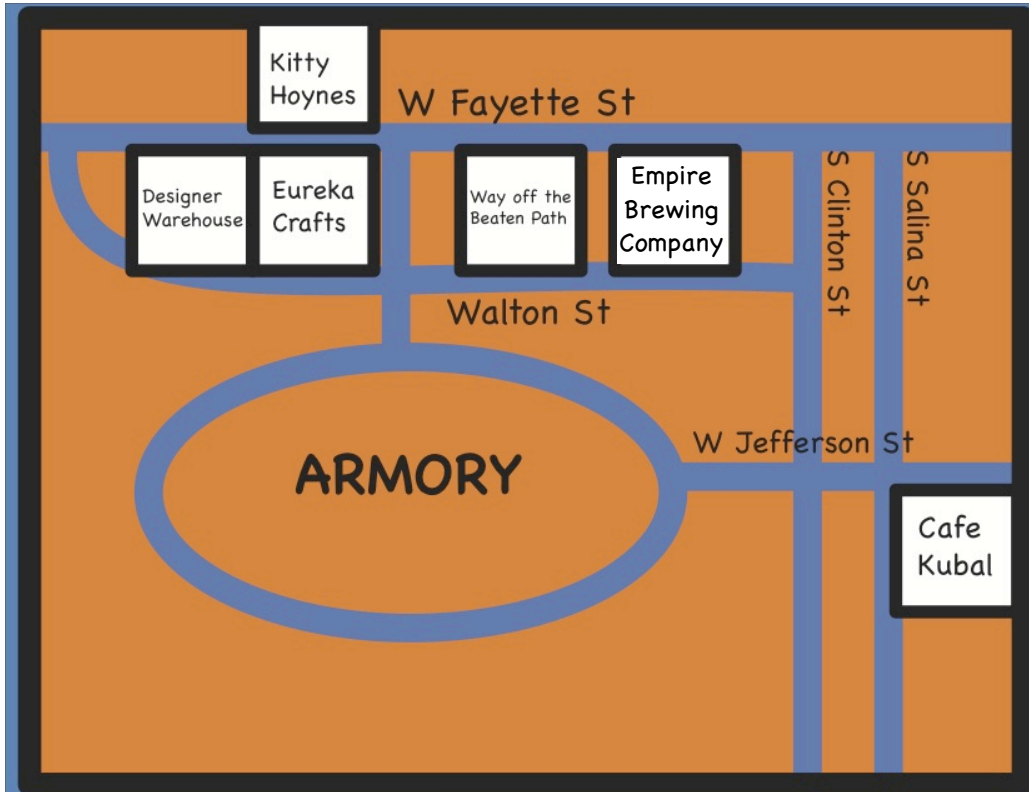 Kitty
Hoynes
W Fayette St
Designer
Warehouse
Eureka
Crafts
Way off the
Beaten Path
Empire
Brewing
Company
S Clinton St
S Salina St
Walton St
W Jefferson St
ARMORY
Cafe
Kubal